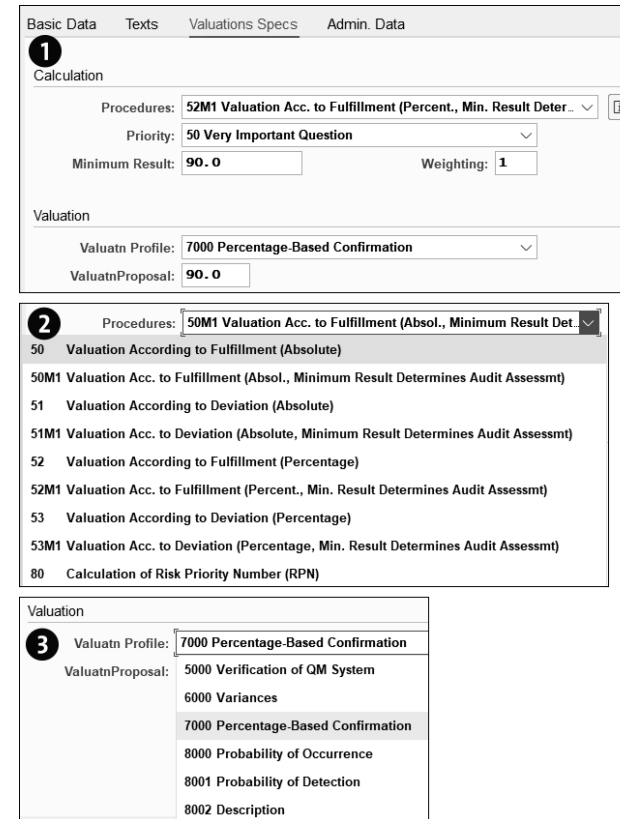 Basic Data Texts Valuations Specs Admin. Data
1
Calculation
Procedures: 52M1 Valuation Acc. to Fulfillment (Percent., Min. Result Deter...
Priority: 50 Very Important Question
Minimum Result: 90.0 Weighting: 1
Valuation
Valuatn Profile: 7000 Percentage-Based Confirmation
ValuatnProposal: 90.0
2 Procedures: 50M1 Valuation Acc. to Fulfillment (Absol., Minimum Result Det...
50 Valuation According to Fulfillment (Absolute)
50M1 Valuation Acc. to Fulfillment (Absol., Minimum Result Determines Audit Assessmt)
51 Valuation According to Deviation (Absolute)
51M1 Valuation Acc. to Deviation (Absolute, Minimum Result Determines Audit Assessmt)
52 Valuation According to Fulfillment (Percentage)
52M1 Valuation Acc. to Fulfillment (Percent., Min. Result Determines Audit Assessmt)
53 Valuation According to Deviation (Percentage)
53M1 Valuation Acc. to Deviation (Percentage, Min. Result Determines Audit Assessmt)
80 Calculation of Risk Priority Number (RPN)
Valuation
3 Valuatn Profile: 7000 Percentage-Based Confirmation
ValuatnProposal: 5000 Verification of QM System
6000 Variances
7000 Percentage-Based Confirmation
8000 Probability of Occurrence
8001 Probability of Detection
8002 Description